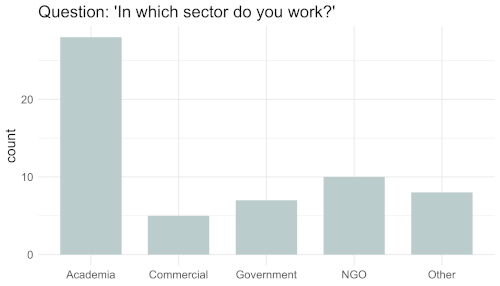 Question: 'In which sector do you work?'
count
20
10
0
Academia Commercial Government NGO Other